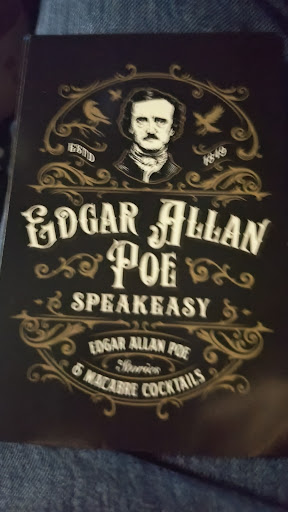 ESTD 1849
EDGAR ALLAN
POE
SPEAKEASY
EDGAR ALLAN POE
Stories
& MACABRE COCKTAILS